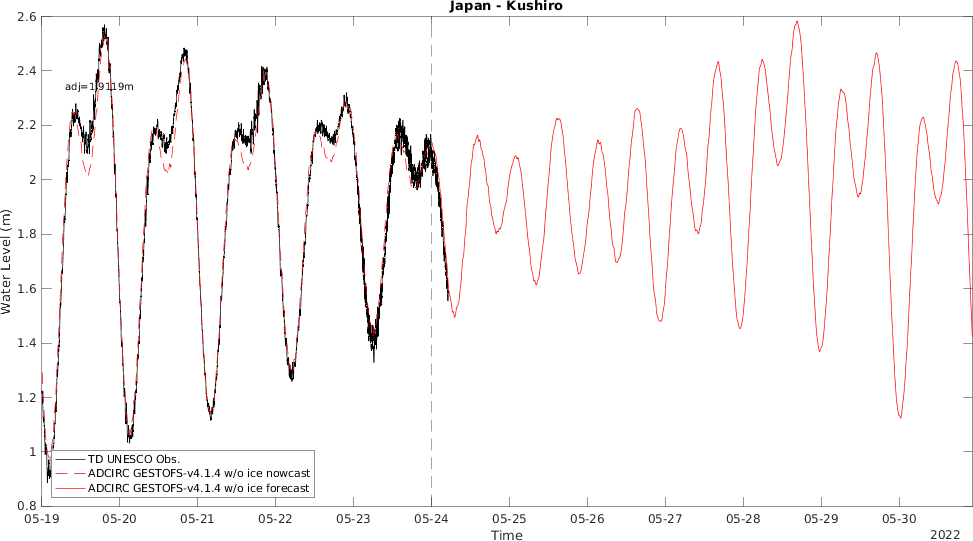 Japan - Kushiro
2.6
2.4
2.2
2
1.8
1.6
1.4
1.2
1
0.8
Water Level (m)
adj=1.9119m
TD UNESCO Obs.
ADCIRC GESTOFS-v4.1.4 w/o ice nowcast
ADCIRC GESTOFS-v4.1.4 w/o ice forecast
05-19 05-20 05-21 05-22 05-23 05-24 05-25 05-26 05-27 05-28 05-29 05-30
Time
2022